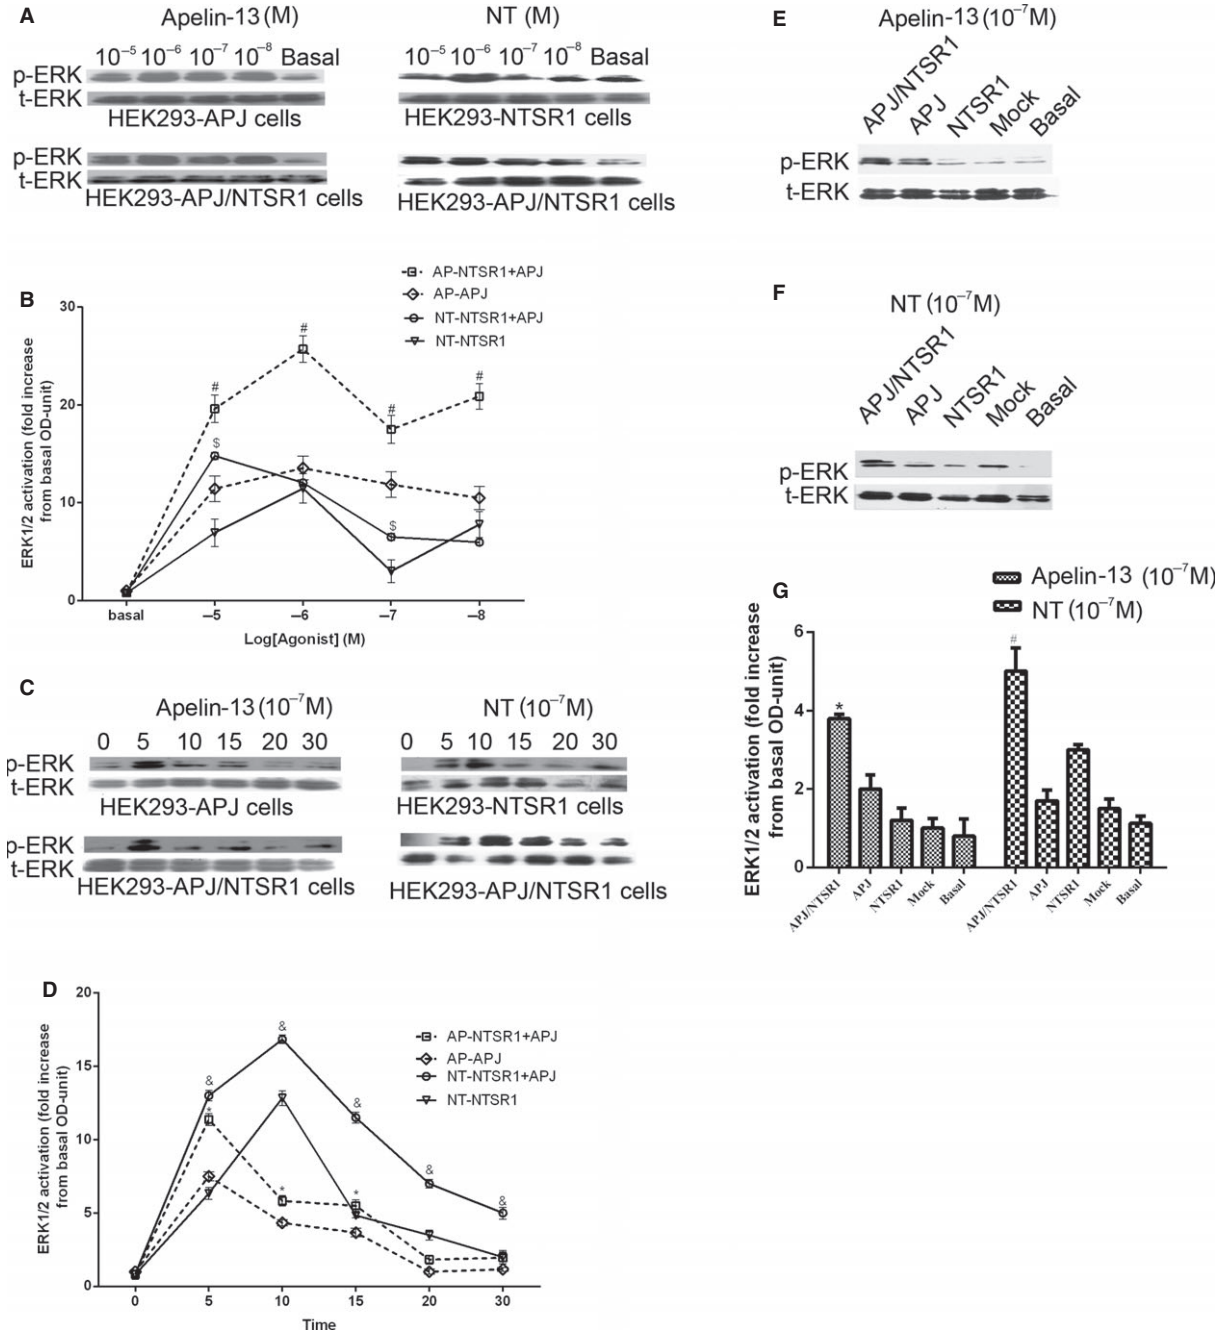 A
Apelin-13 (M)
NT (M)
10⁻⁵ 10⁻⁶ 10⁻⁷ 10⁻⁸ Basal
10⁻⁵ 10⁻⁶ 10⁻⁷ 10⁻⁸ Basal
p-ERK
t-ERK
HEK293-APJ cells
HEK293-NTSR1 cells
p-ERK
t-ERK
HEK293-APJ/NTSR1 cells
HEK293-APJ/NTSR1 cells
B
AP-NTSR1+APJ
AP-APJ
NT-NTSR1+APJ
NT-NTSR1
ERK1/2 activation (fold increase
from basal OD-unit)
30
20
10
0
# # # #
$ $
basal –5 –6 –7 –8
Log[Agonist] (M)
C
Apelin-13 (10⁻⁷M)
NT (10⁻⁷M)
0 5 10 15 20 30
0 5 10 15 20 30
p-ERK
t-ERK
HEK293-APJ cells
HEK293-NTSR1 cells
p-ERK
t-ERK
HEK293-APJ/NTSR1 cells
HEK293-APJ/NTSR1 cells
D
AP-NTSR1+APJ
AP-APJ
NT-NTSR1+APJ
NT-NTSR1
ERK1/2 activation (fold increase
from basal OD-unit)
20
15
10
5
0
& & & & &
* * *
0 5 10 15 20 30
Time
E
Apelin-13 (10⁻⁷M)
APJ/NTSR1 APJ NTSR1 Mock Basal
p-ERK
t-ERK
F
NT (10⁻⁷M)
APJ/NTSR1 APJ NTSR1 Mock Basal
p-ERK
t-ERK
G
Apelin-13 (10⁻⁷M)
NT (10⁻⁷M)
ERK1/2 activation (fold increase
from basal OD-unit)
6
4
2
0
* #
APJ/NTSR1 APJ NTSR1 Mock Basal APJ/NTSR1 APJ NTSR1 Mock Basal